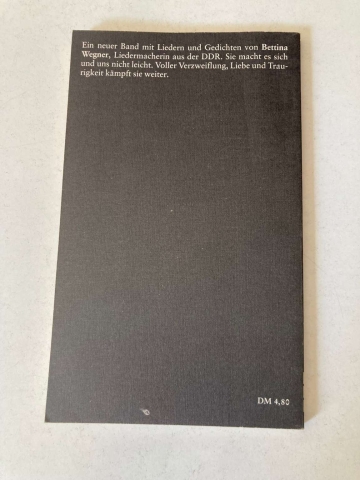 Ein neuer Band mit Liedern und Gedichten von Bettina
Wegner, Liedermacherin aus der DDR. Sie macht es sich
und uns nicht leicht. Voller Verzweiflung, Liebe und Trau-
rigkeit kämpft sie weiter.
DM 4,80